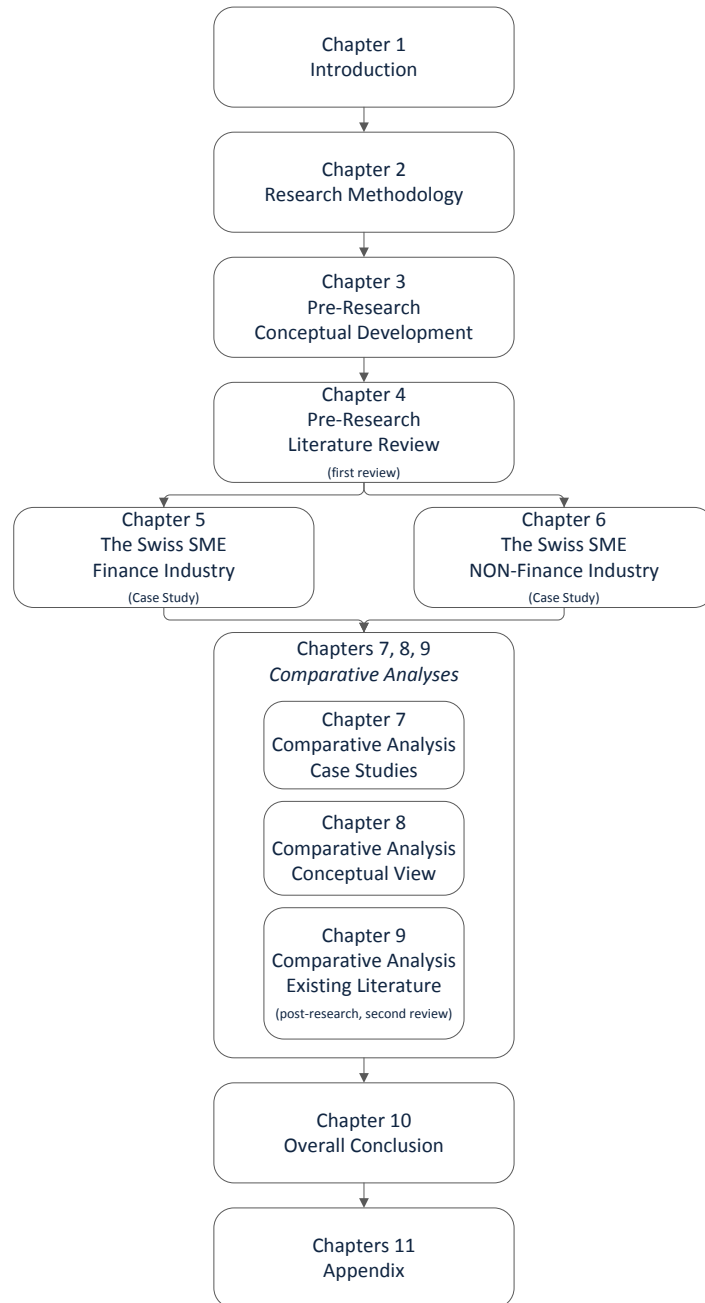 Chapter 1
Introduction
Chapter 2
Research Methodology
Chapter 3
Pre-Research
Conceptual Development
Chapter 4
Pre-Research
Literature Review
(first review)
Chapter 5
The Swiss SME
Finance Industry
(Case Study)
Chapter 6
The Swiss SME
NON-Finance Industry
(Case Study)
Chapters 7, 8, 9
Comparative Analyses
Chapter 7
Comparative Analysis
Case Studies
Chapter 8
Comparative Analysis
Conceptual View
Chapter 9
Comparative Analysis
Existing Literature
(post-research, second review)
Chapter 10
Overall Conclusion
Chapters 11
Appendix